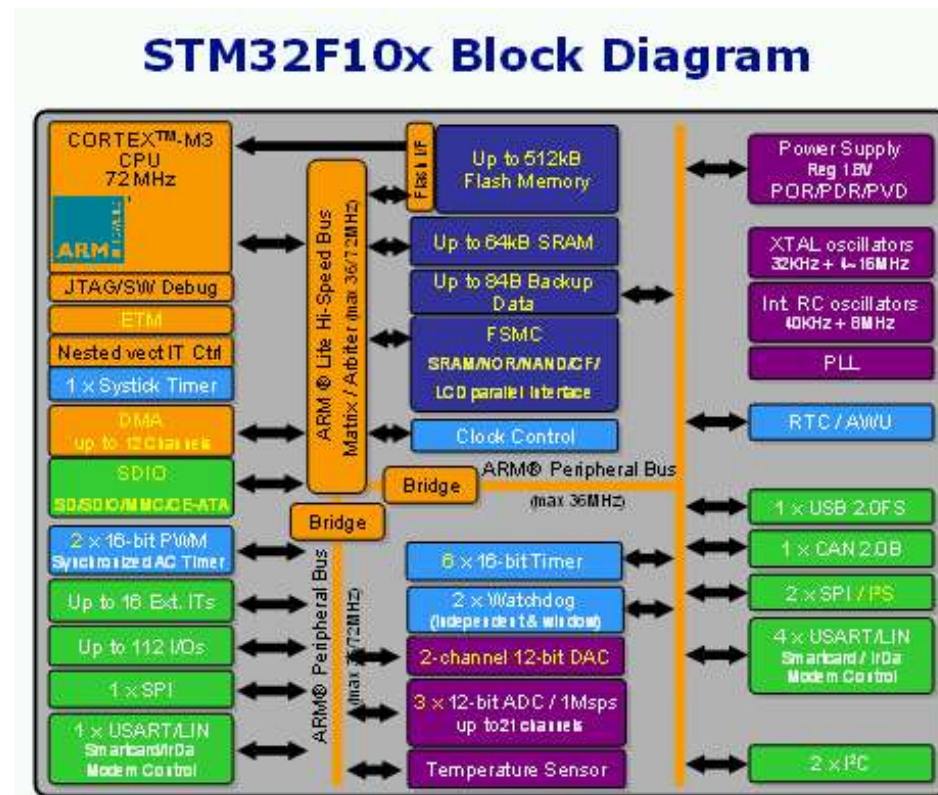 STM32F10x Block Diagram
CORTEX™-M3
CPU
72 MHz
ARM
JTAG/SW Debug
ETM
Nested vect IT Ctrl
1 x Systick Timer
DMA
up to 12 Channels
SDIO
SD/SDIO/MMC/CE-ATA
2 x 16-bit PWM
Synchronized AC Timer
Up to 16 Ext. ITs
Up to 112 I/Os
1 x SPI
1 x USART/LIN
Smartcard/IrDa
Modem Control
ARM ® Lite Hi-Speed Bus
Matrix / Arbiter (max 36/72MHz)
Flash I/F
Up to 512kB
Flash Memory
Up to 64kB SRAM
Up to 84B Backup
Data
FSMC
SRAM/NOR/NAND/CF/
LCD parallel Interface
Clock Control
Bridge
ARM® Peripheral Bus
(max 36MHz)
Bridge
ARM® Peripheral Bus
(max 36/72MHz)
6 x 16-bit Timer
2 x Watchdog
(independent & window)
2-channel 12-bit DAC
3 x 12-bit ADC / 1Msps
up to 21 channels
Temperature Sensor
Power Supply
Reg 1.8V
POR/PDR/PVD
XTAL oscillators
32KHz + 4~16MHz
Int. RC oscillators
40KHz + 8MHz
PLL
RTC / AWU
1 x USB 2.0FS
1 x CAN 2.0B
2 x SPI / I²S
4 x USART/LIN
Smartcard / IrDa
Modem Control
2 x I²C